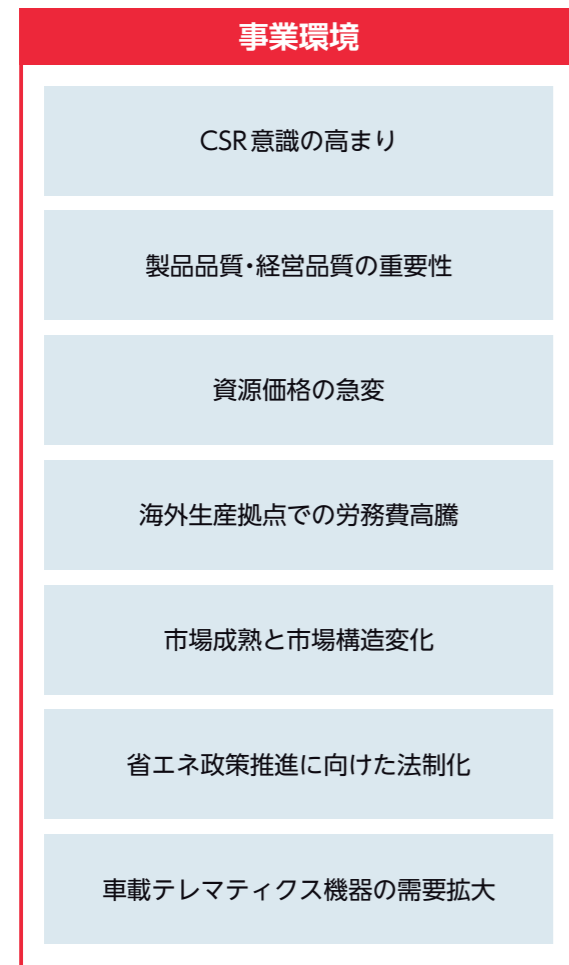 事業環境
CSR意識の高まり
製品品質・経営品質の重要性
資源価格の急変
海外生産拠点での労務費高騰
市場成熟と市場構造変化
省エネ政策推進に向けた法制化
車載テレマティクス機器の需要拡大